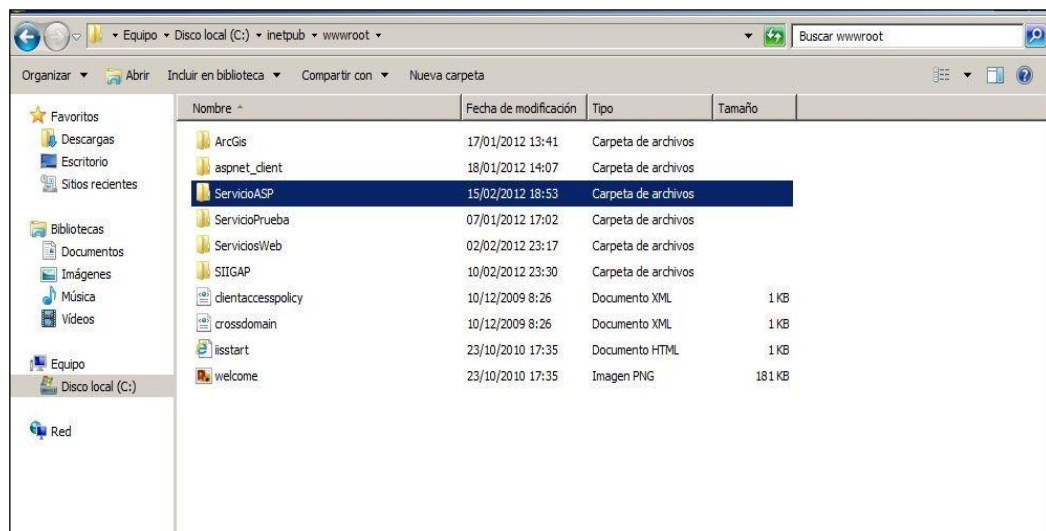 Equipo Disco local (C:) inetpub wwwroot Buscar wwwroot
Organizar Abrir Incluir en biblioteca Compartir con Nueva carpeta
Favoritos
Descargas
Escritorio
Sitios recientes
Bibliotecas
Documentos
Imágenes
Música
Vídeos
Equipo
Disco local (C:)
Red
Nombre Fecha de modificación Tipo Tamaño
ArcGis 17/01/2012 13:41 Carpeta de archivos
aspnet_client 18/01/2012 14:07 Carpeta de archivos
ServicioASP 15/02/2012 18:53 Carpeta de archivos
ServicioPrueba 07/01/2012 17:02 Carpeta de archivos
ServiciosWeb 02/02/2012 23:17 Carpeta de archivos
SIIGAP 10/02/2012 23:30 Carpeta de archivos
clientaccesspolicy 10/12/2009 8:26 Documento XML 1 KB
crossdomain 10/12/2009 8:26 Documento XML 1 KB
iisstart 23/10/2010 17:35 Documento HTML 1 KB
welcome 23/10/2010 17:35 Imagen PNG 181 KB